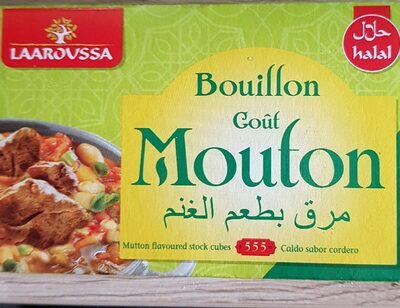 LAAROUSSA
حلال
halal
Bouillon
Goût
Mouton
مرق بطعم الغنم
Mutton flavoured stock cubes 555 Caldo sabor cordero